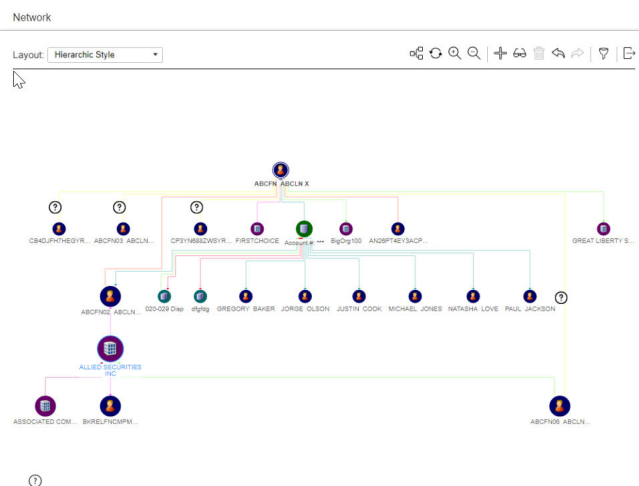 Network
Layout: Hierarchic Style
ABCFN ABCLN X
CB4DJFH7HEGYR... ABCFN03 ABCLN... CP3YN688ZWSYR... FIRSTCHOICE Account #: *** BigOrg100 AN26PT4EY3ACP... GREAT LIBERTY S...
ABCFN02 ABCLN... 020-029 Disp dfgfdg GREGORY BAKER JORGE OLSON JUSTIN COOK MICHAEL JONES NATASHA LOVE PAUL JACKSON
ALLIED SECURITIES
INC
ASSOCIATED COM... BKRELFNCMPM... ABCFN06 ABCLN...